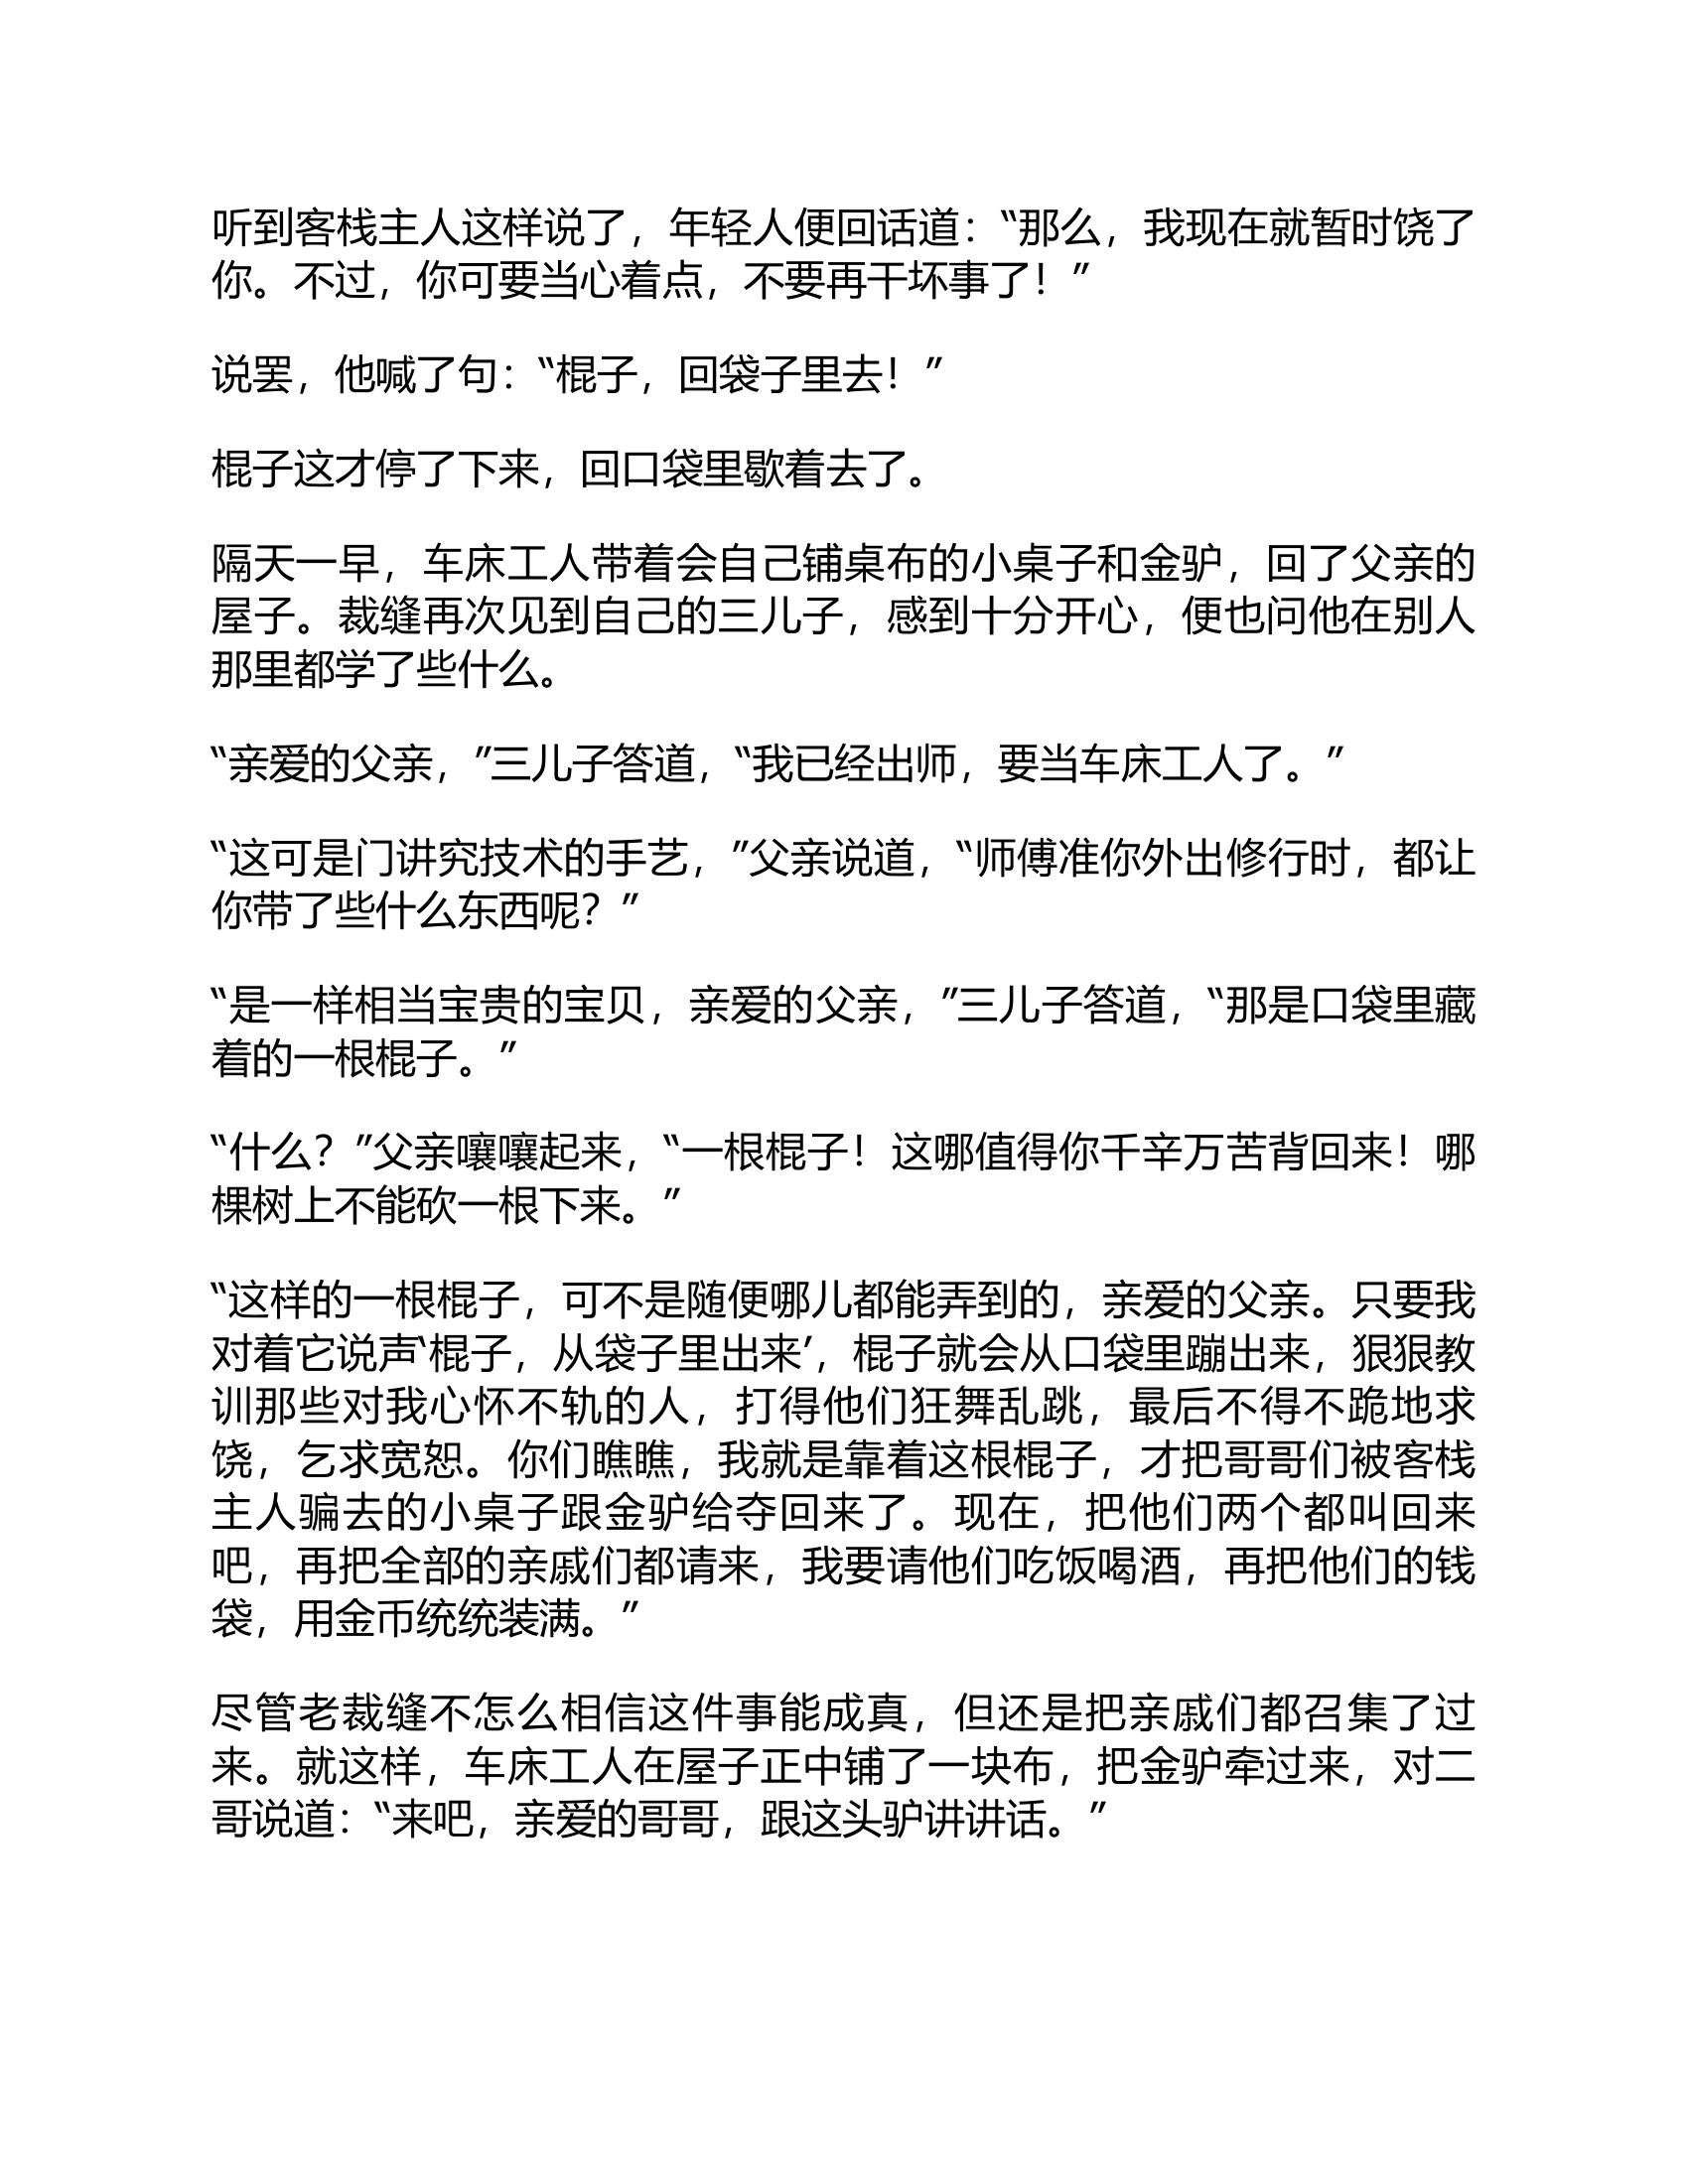 听到客栈主人这样说了，年轻人便回话道：“那么，我现在就暂时饶了
你。不过，你可要当心着点，不要再干坏事了！”
说罢，他喊了句：“棍子，回袋子里去！”
棍子这才停了下来，回口袋里歇着去了。
隔天一早，车床工人带着会自己铺桌布的小桌子和金驴，回了父亲的
屋子。裁缝再次见到自己的三儿子，感到十分开心，便也问他在别人
那里都学了些什么。
“亲爱的父亲，”三儿子答道，“我已经出师，要当车床工人了。”
“这可是门讲究技术的手艺，”父亲说道，“师傅准你外出修行时，都让
你带了些什么东西呢？”
“是一样相当宝贵的宝贝，亲爱的父亲，”三儿子答道，“那是口袋里藏
着的一根棍子。”
“什么？”父亲嚷嚷起来，“一根棍子！这哪值得你千辛万苦背回来！哪
棵树上不能砍一根下来。”
“这样的一根棍子，可不是随便哪儿都能弄到的，亲爱的父亲。只要我
对着它说声‘棍子，从袋子里出来’，棍子就会从口袋里蹦出来，狠狠教
训那些对我心怀不轨的人，打得他们狂舞乱跳，最后不得不跪地求
饶，乞求宽恕。你们瞧瞧，我就是靠着这根棍子，才把哥哥们被客栈
主人骗去的小桌子跟金驴给夺回来了。现在，把他们两个都叫回来
吧，再把全部的亲戚们都请来，我要请他们吃饭喝酒，再把他们的钱
袋，用金币统统装满。”
尽管老裁缝不怎么相信这件事能成真，但还是把亲戚们都召集了过
来。就这样，车床工人在屋子正中铺了一块布，把金驴牵过来，对二
哥说道：“来吧，亲爱的哥哥，跟这头驴讲讲话。”